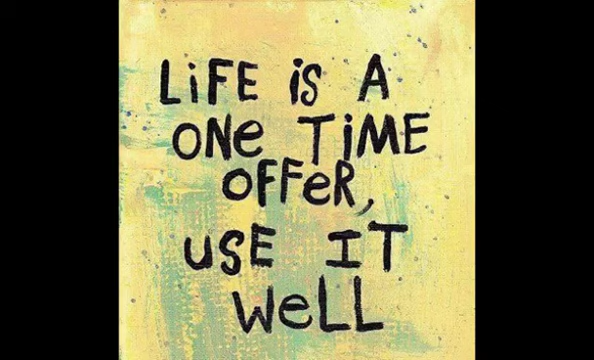 LiFE iS A
ONe TiME
OFFeR,
USE IT
WeLL